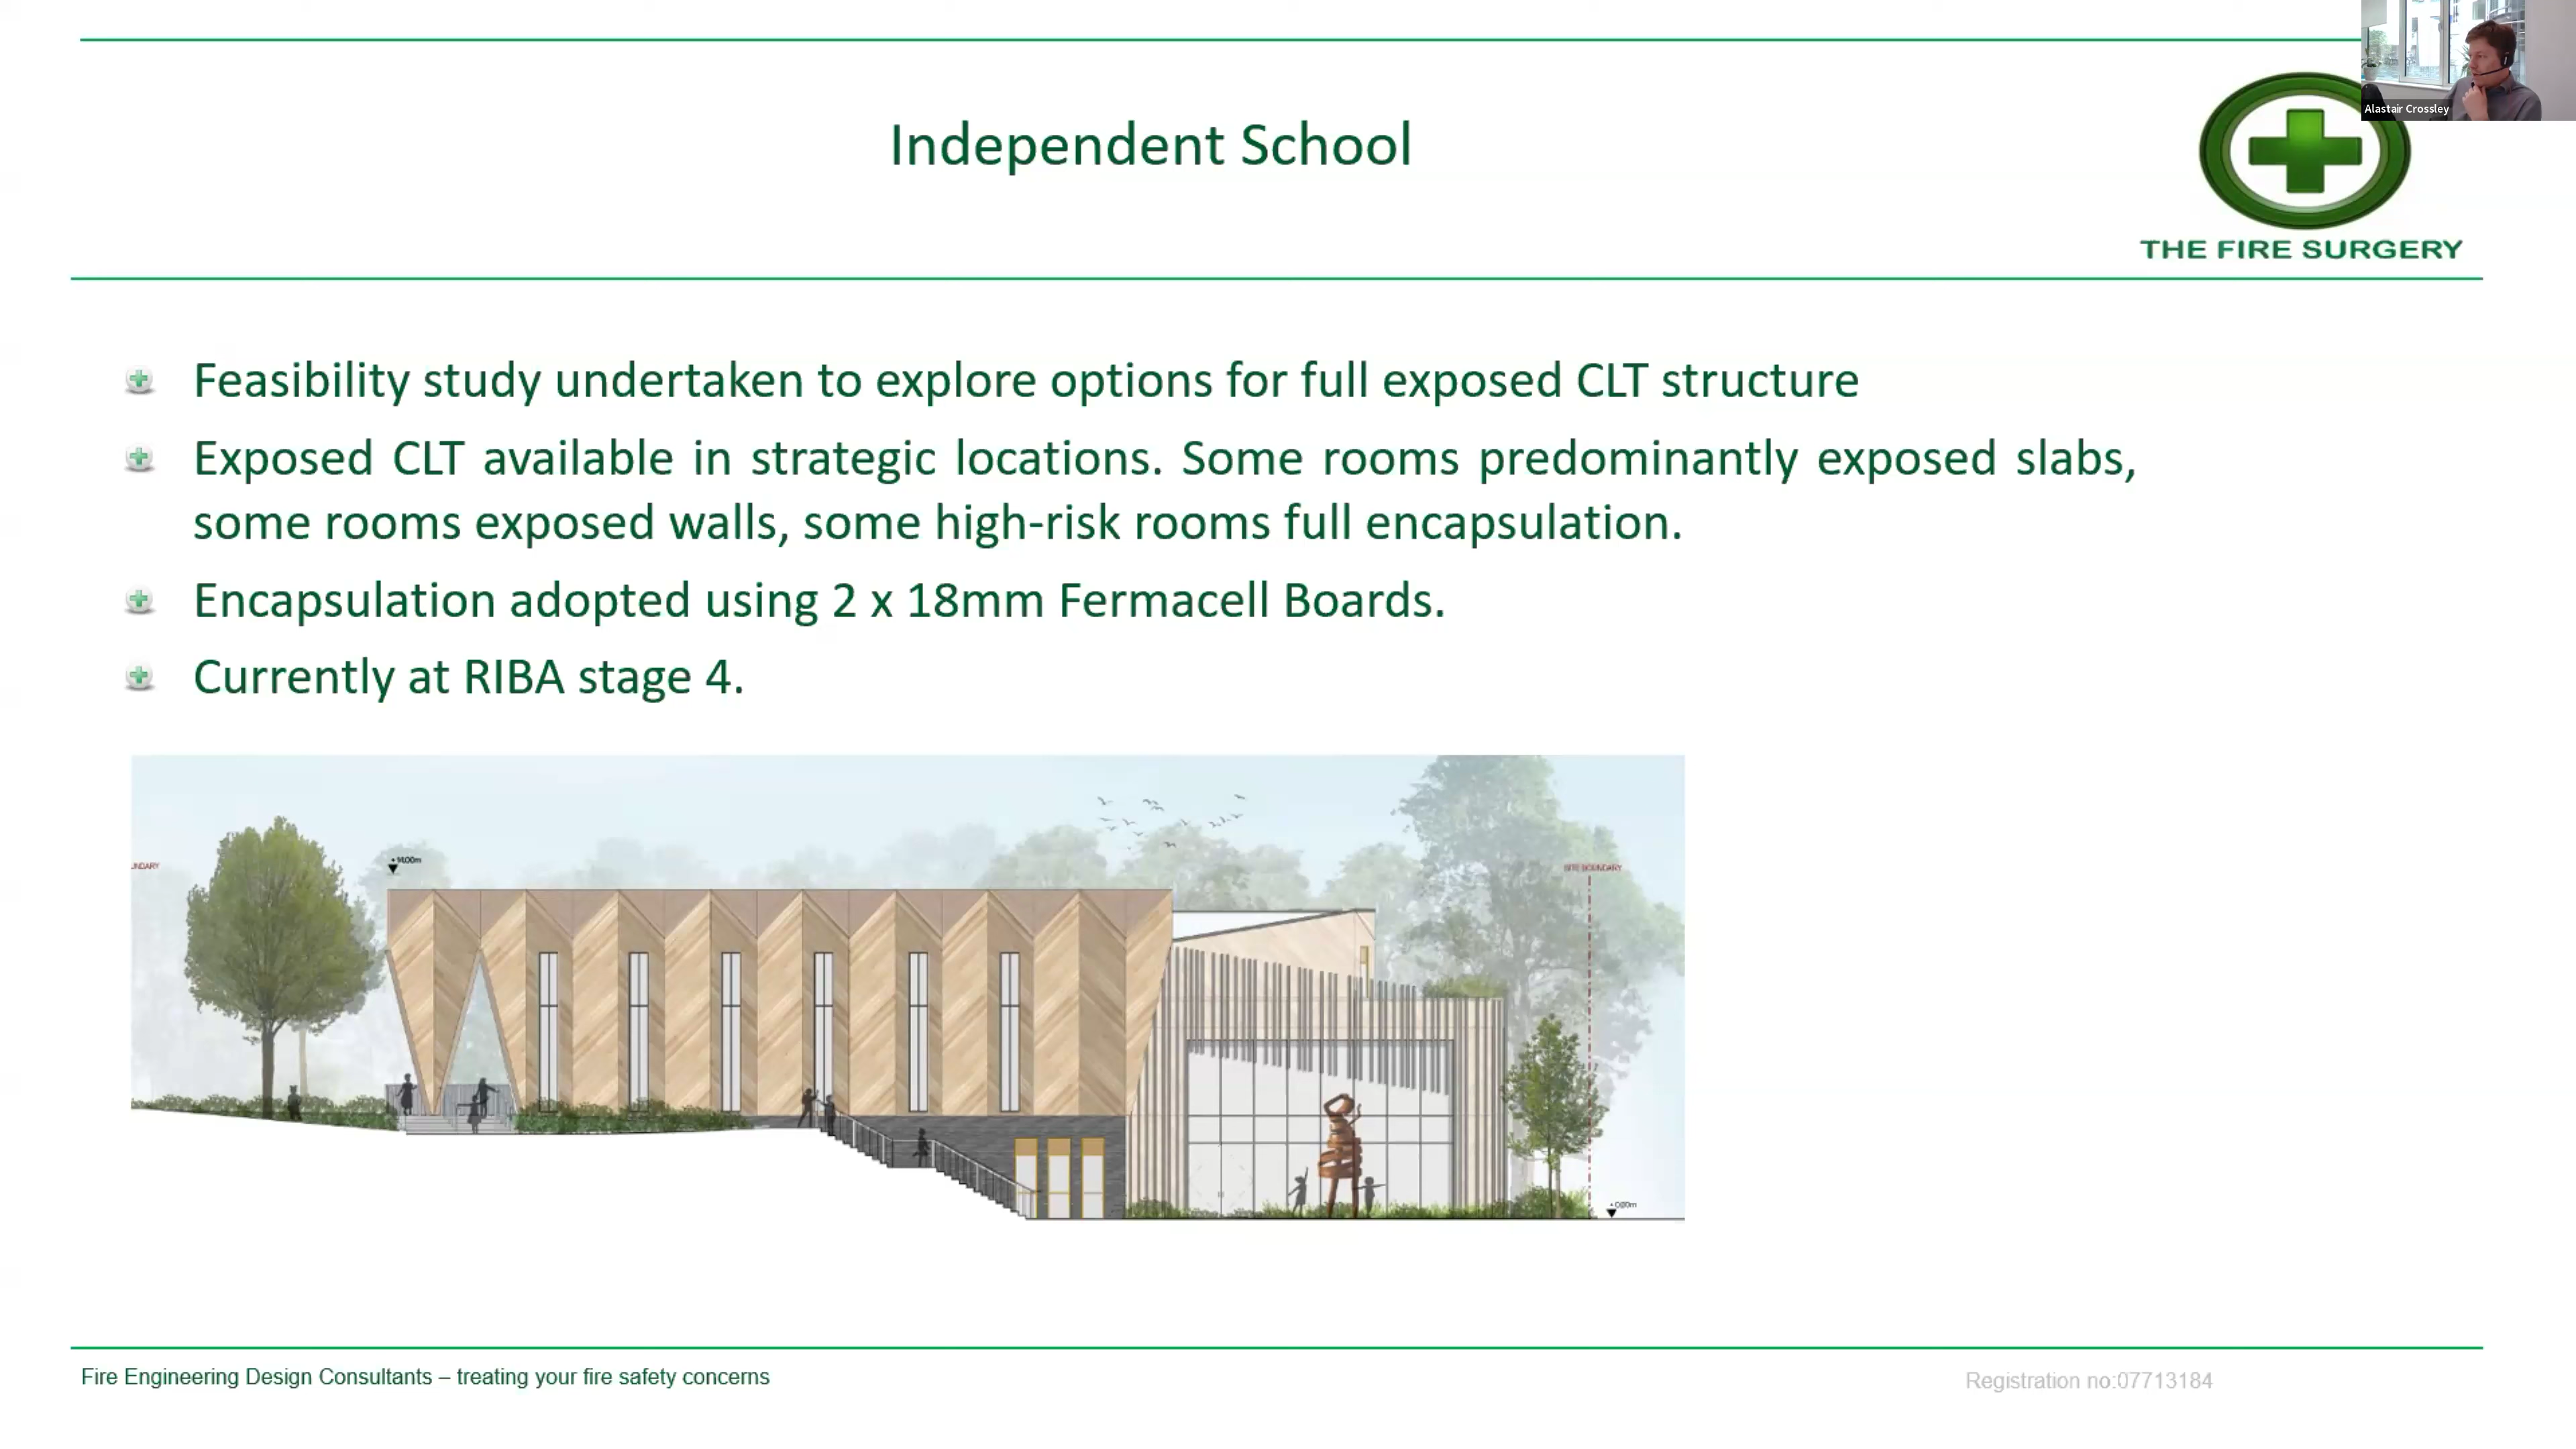 Alastair Crossley
Independent School
THE FIRE SURGERY
Feasibility study undertaken to explore options for full exposed CLT structure
Exposed CLT available in strategic locations. Some rooms predominantly exposed slabs,
some rooms exposed walls, some high-risk rooms full encapsulation.
Encapsulation adopted using 2 x 18mm Fermacell Boards.
Currently at RIBA stage 4.
SITE BOUNDARY
Fire Engineering Design Consultants – treating your fire safety concerns
Registration no:07713184